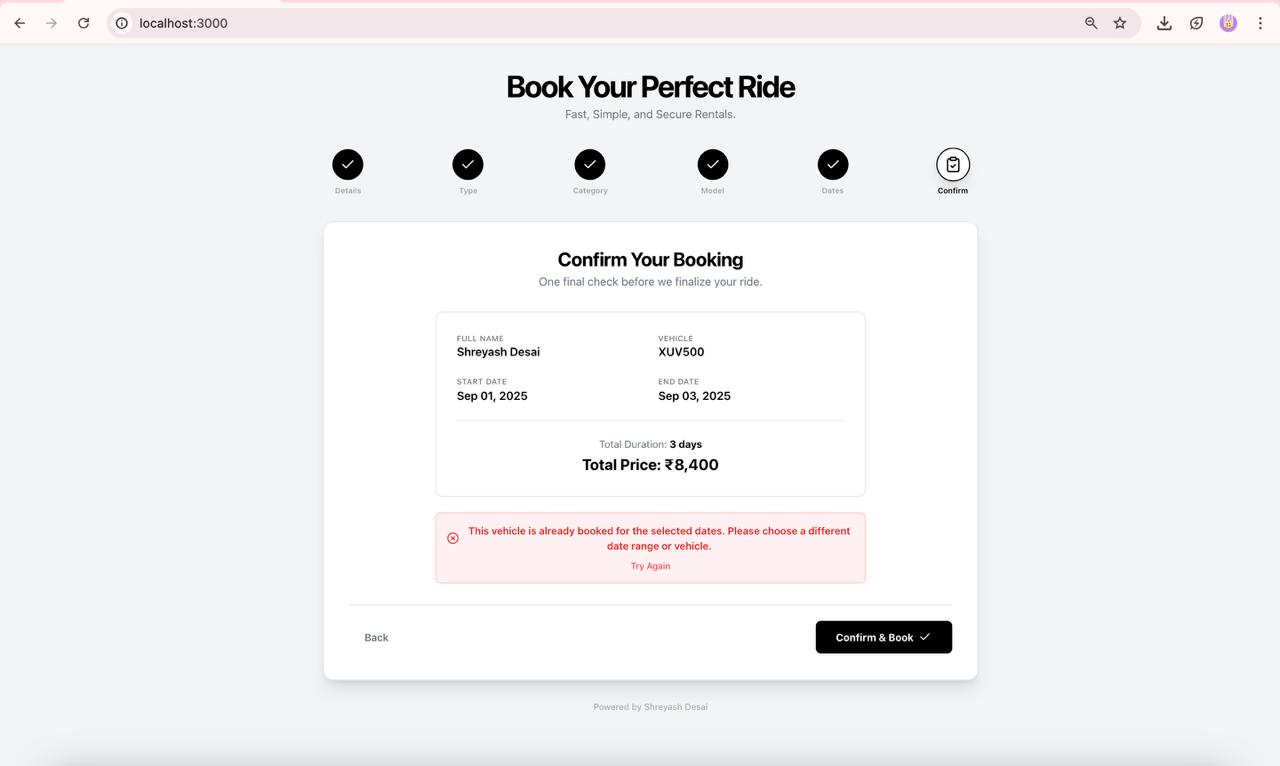 localhost:3000
Book Your Perfect Ride
Fast, Simple, and Secure Rentals.
Details
Type
Category
Model
Dates
Confirm
Confirm Your Booking
One final check before we finalize your ride.
FULL NAME
Shreyash Desai
VEHICLE
XUV500
START DATE
Sep 01, 2025
END DATE
Sep 03, 2025
Total Duration: 3 days
Total Price: ₹8,400
This vehicle is already booked for the selected dates. Please choose a different
date range or vehicle.
Try Again
Back
Confirm & Book
Powered by Shreyash Desai